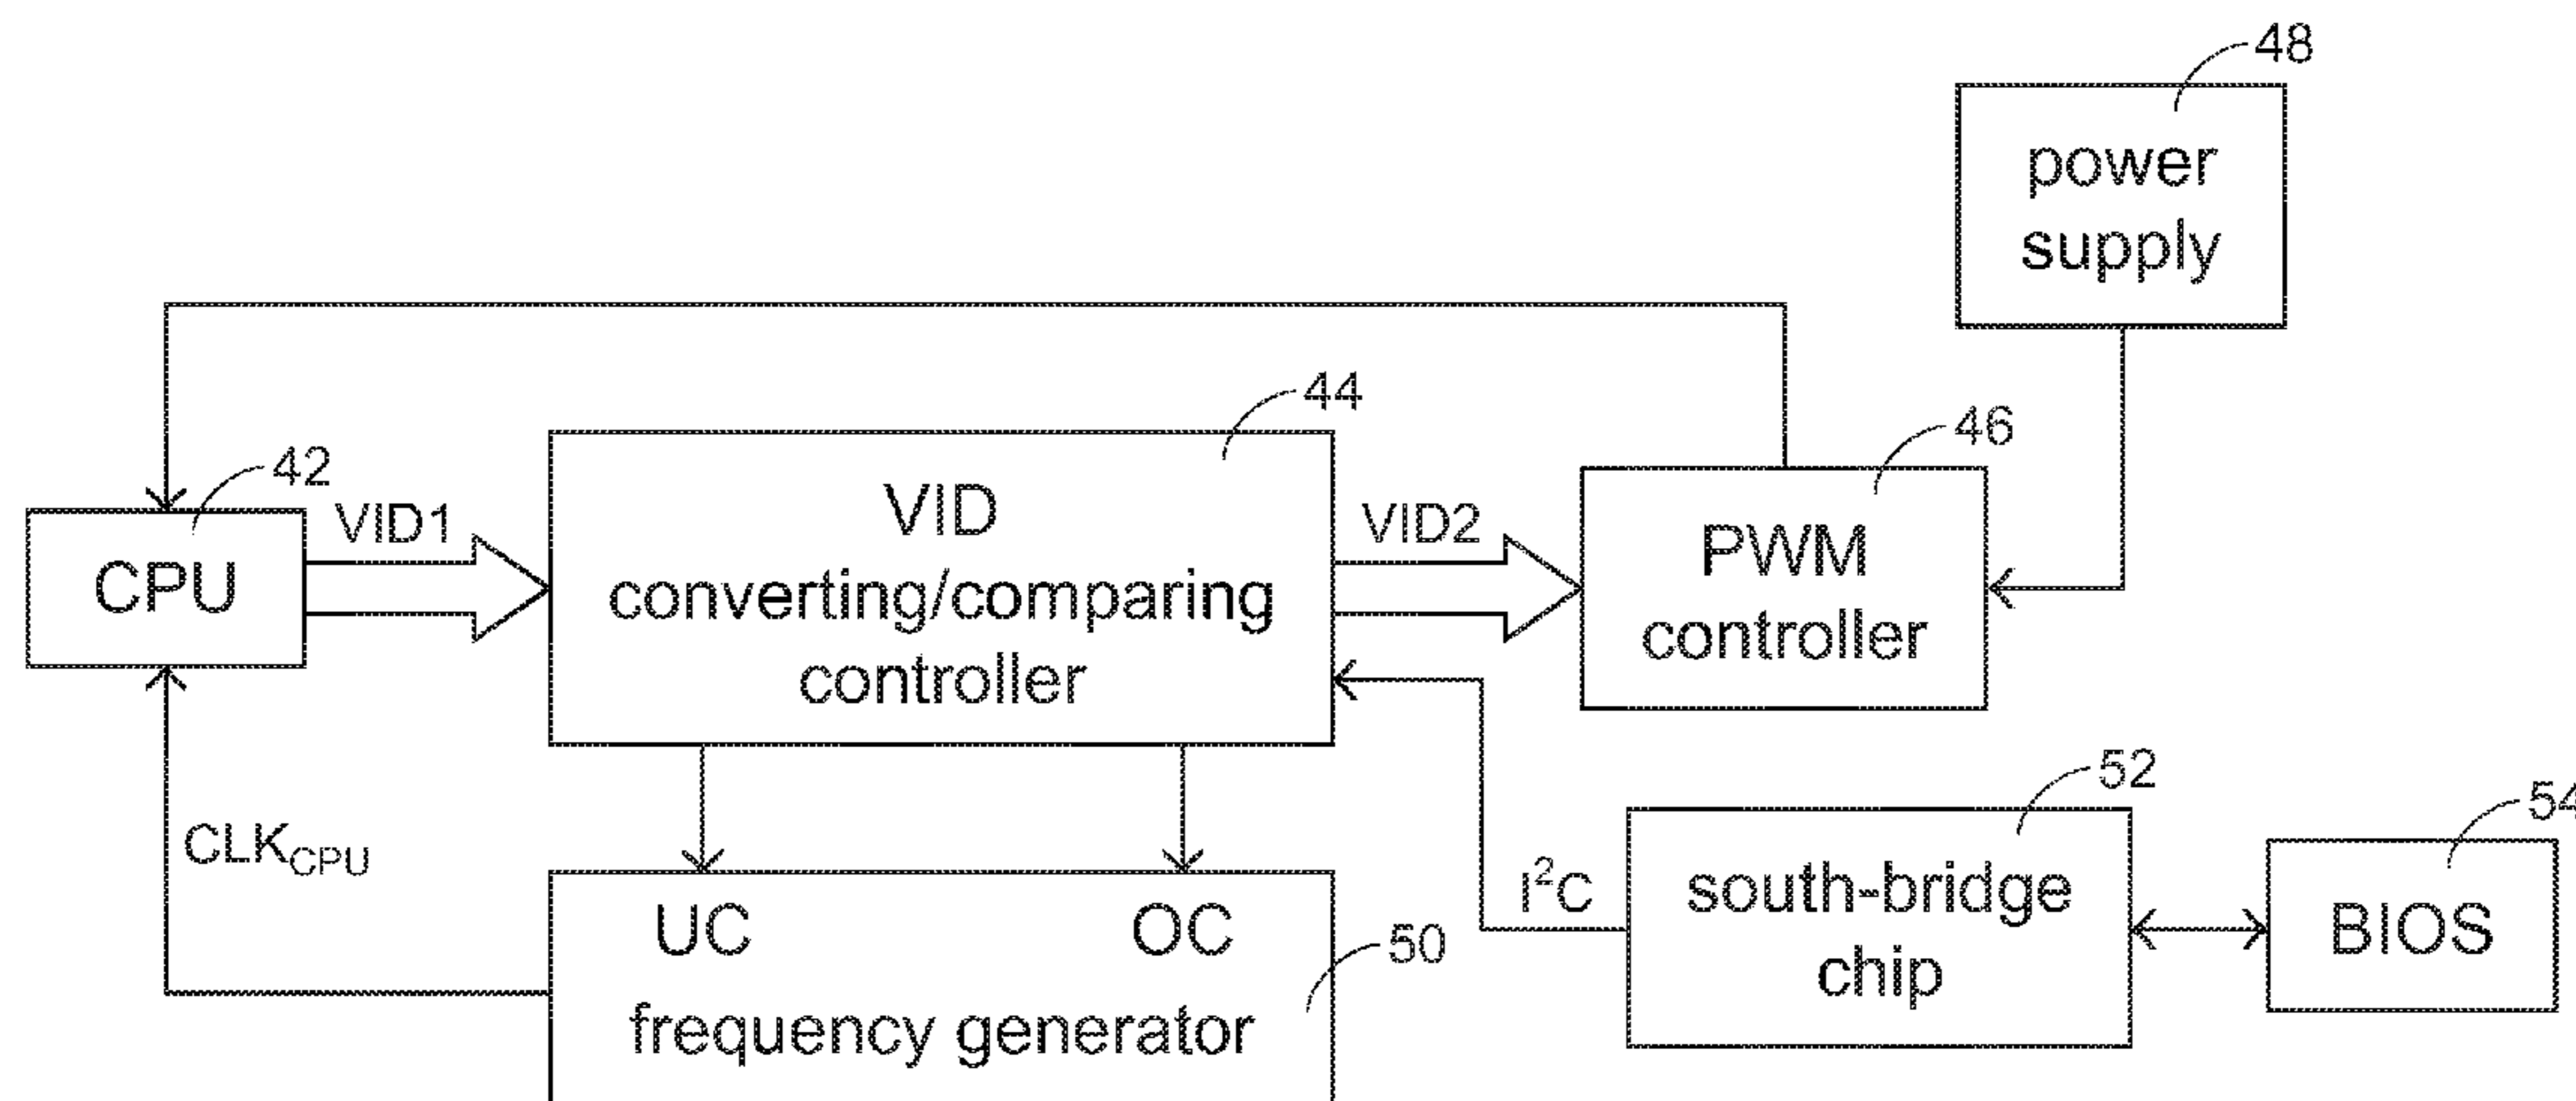 48
power
supply
44
46
42
VID1
VID
converting/comparing
controller
VID2
PWM
controller
CPU
52
54
CLKCPU
UC
OC
I²C
south-bridge
chip
BIOS
50
frequency generator